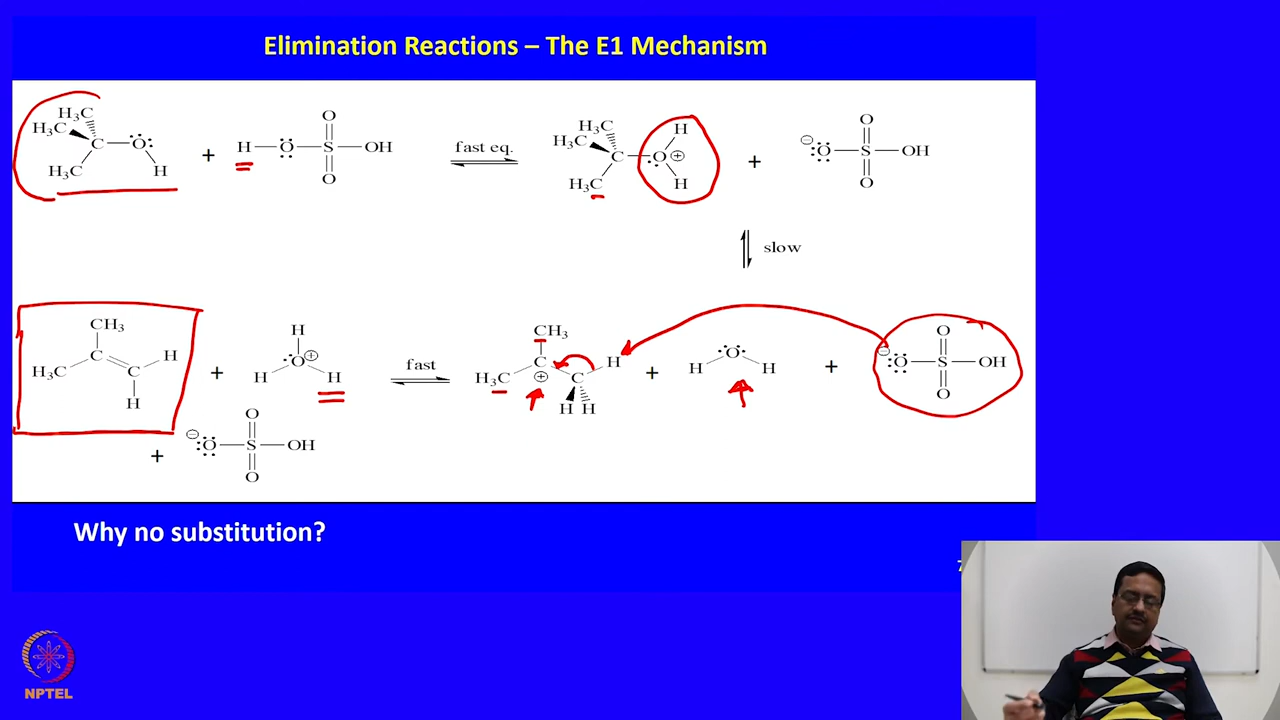 Elimination Reactions – The E1 Mechanism
H₃C H₃C H₃C C O H
+
H O S O O OH
fast eq.
H₃C H₃C H₃C C O ⊕ H H
+
⊖ O S O O OH
slow
CH₃ H₃C C C H H
+
H O ⊕ H H
fast
CH₃ H₃C C ⊕ C H H H
+
H O H
+
⊖ O S O O OH
+
⊖ O S O O OH
Why no substitution?
7
NPTEL